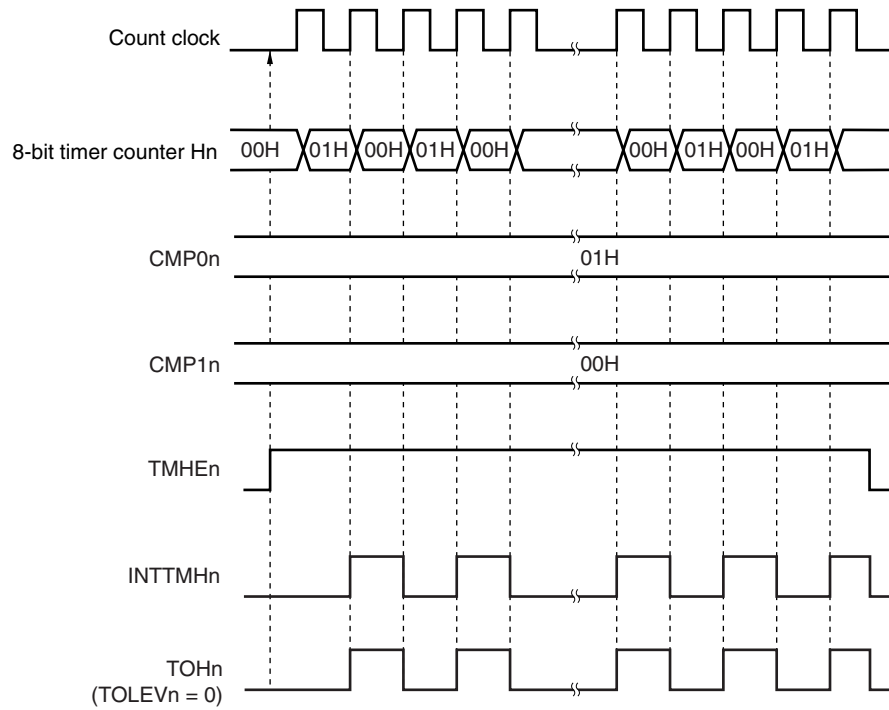 Count clock
8-bit timer counter Hn 00H 01H 00H 01H 00H 00H 01H 00H 01H
CMP0n 01H
CMP1n 00H
TMHEn
INTTMHn
TOHn
(TOLEVn = 0)